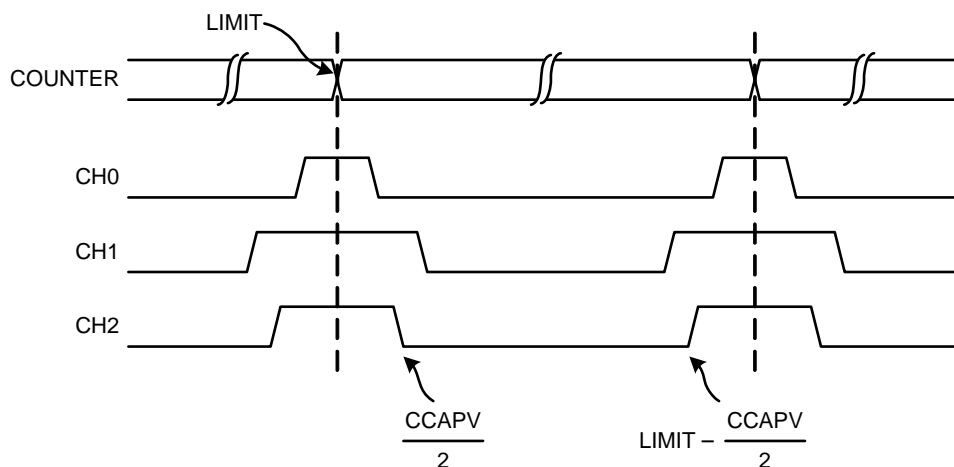 LIMIT
COUNTER
CH0
CH1
CH2
CCAPV
2
LIMIT – CCAPV
2